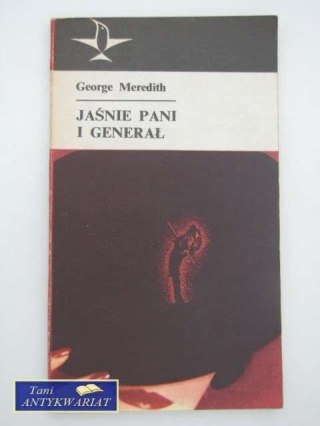 George Meredith
JAŚNIE PANI
I GENERAŁ
Tani
ANTYKWARIAT